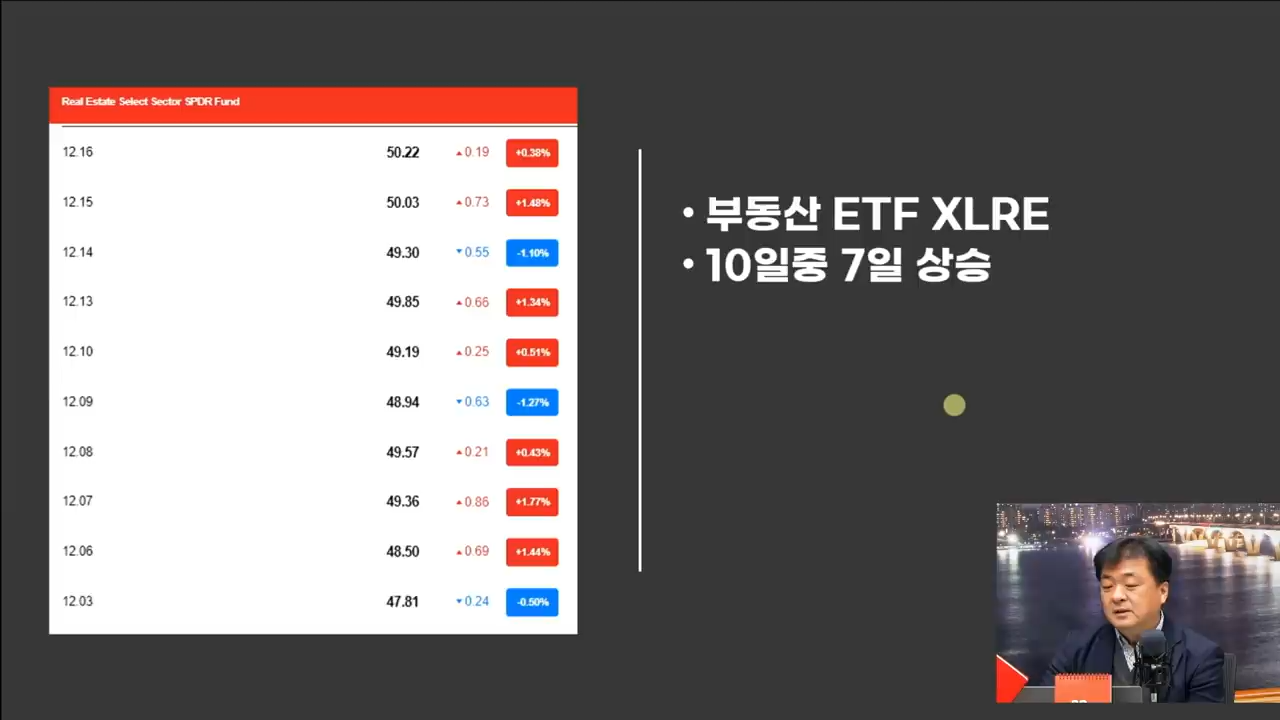 Real Estate Select Sector SPDR Fund
12.16 50.22 ▲0.19 +0.38%
12.15 50.03 ▲0.73 +1.48%
12.14 49.30 ▼0.55 -1.10%
12.13 49.85 ▲0.66 +1.34%
12.10 49.19 ▲0.25 +0.51%
12.09 48.94 ▼0.63 -1.27%
12.08 49.57 ▲0.21 +0.43%
12.07 49.36 ▲0.86 +1.77%
12.06 48.50 ▲0.69 +1.44%
12.03 47.81 ▼0.24 -0.50%
• 부동산 ETF XLRE
• 10일중 7일 상승